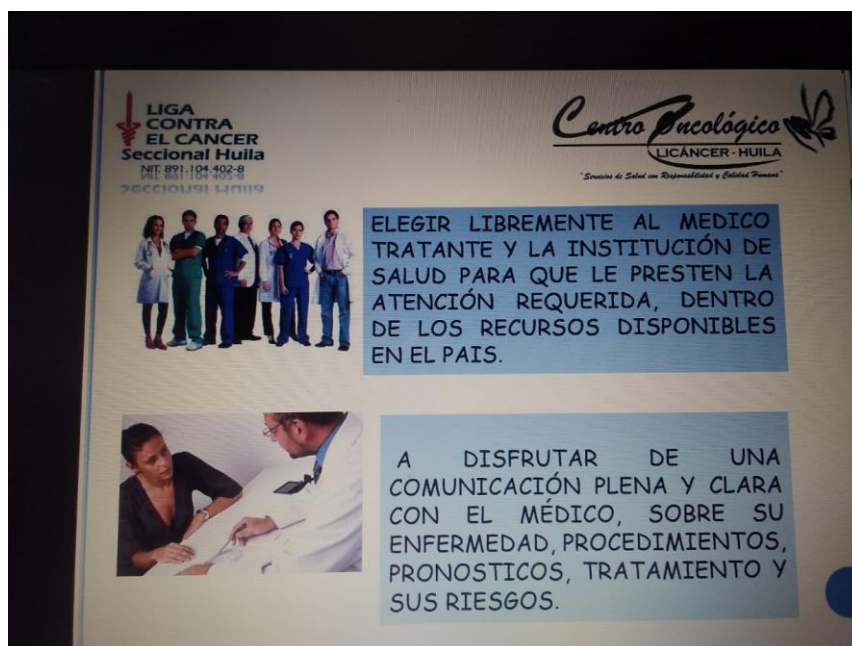 LIGA
CONTRA
EL CANCER
Seccional Huila
NIT. 891.104.402-8
Centro Oncológico
LICÁNCER - HUILA
"Servicios de Salud con Responsabilidad y Calidad Humana"
ELEGIR LIBREMENTE AL MEDICO
TRATANTE Y LA INSTITUCIÓN DE
SALUD PARA QUE LE PRESTEN LA
ATENCIÓN REQUERIDA, DENTRO
DE LOS RECURSOS DISPONIBLES
EN EL PAIS.
A DISFRUTAR DE UNA
COMUNICACIÓN PLENA Y CLARA
CON EL MÉDICO, SOBRE SU
ENFERMEDAD, PROCEDIMIENTOS,
PRONOSTICOS, TRATAMIENTO Y
SUS RIESGOS.